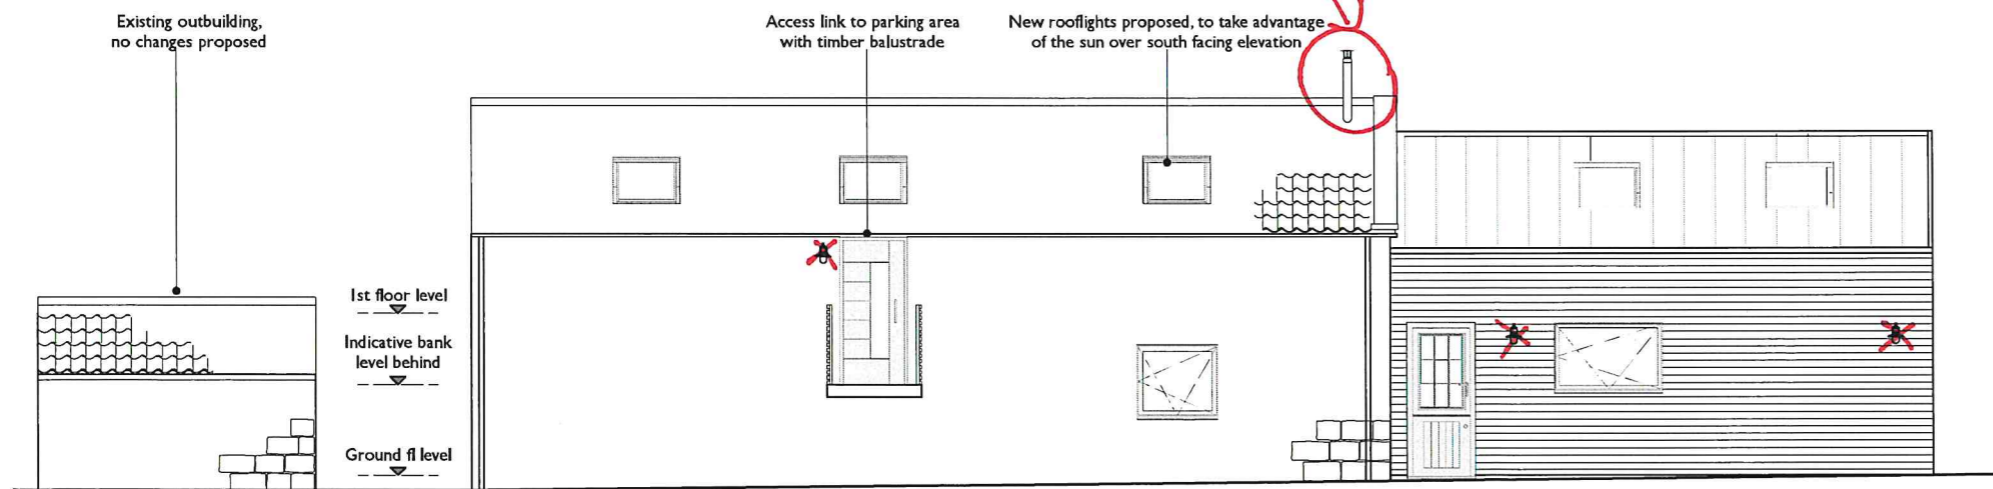 Existing outbuilding,
no changes proposed
Access link to parking area
with timber balustrade
New rooflights proposed, to take advantage
of the sun over south facing elevation
1st floor level
Indicative bank
level behind
Ground fl level